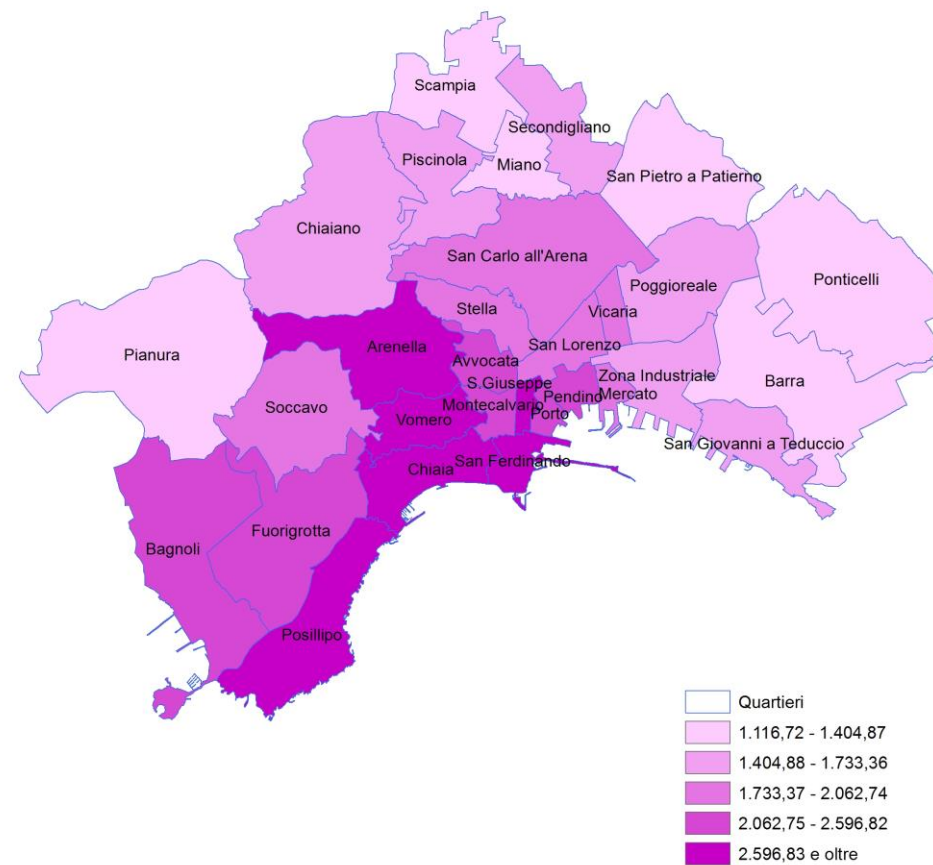 Scampia
Secondigliano
Piscinola
Miano
San Pietro a Patierno
Chiaiano
San Carlo all'Arena
Ponticelli
Poggioreale
Stella
Vicaria
Pianura
Arenella
San Lorenzo
Avvocata
Zona Industriale
Barra
S.Giuseppe
Soccavo
Pendino
Mercato
Montecalvario
Porto
Vomero
San Giovanni a Teduccio
Chiaia
San Ferdinando
Fuorigrotta
Bagnoli
Posillipo
Quartieri
1.116,72 - 1.404,87
1.404,88 - 1.733,36
1.733,37 - 2.062,74
2.062,75 - 2.596,82
2.596,83 e oltre